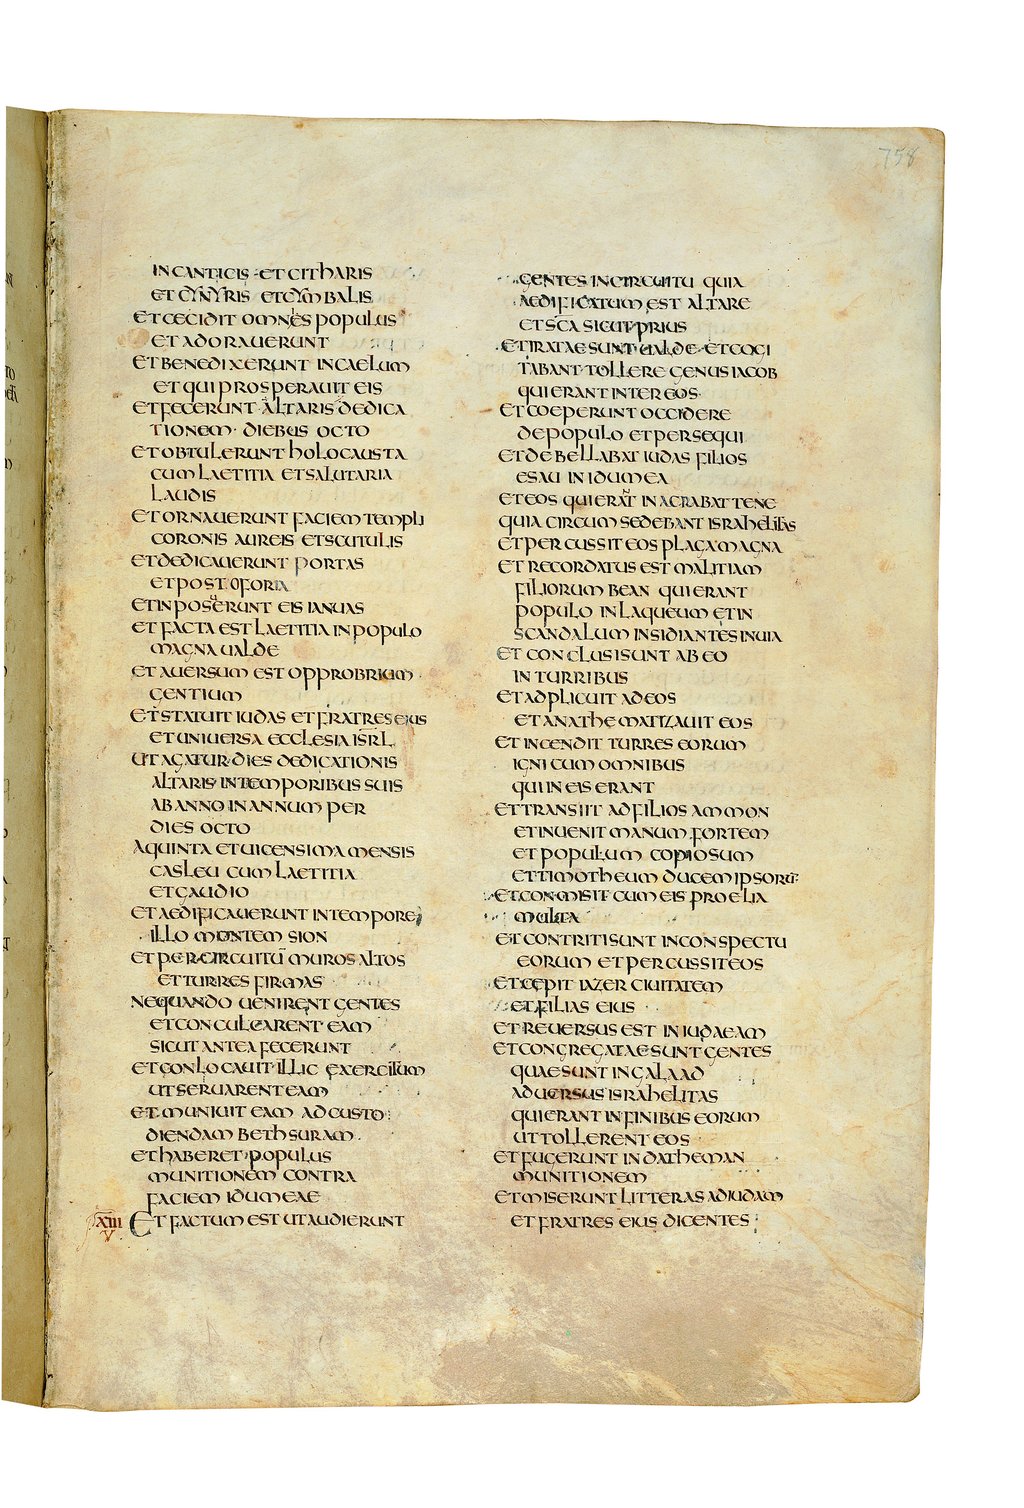 758
IN CANTICIS ET CITHARIS
ET CYNYRIS ET CYMBALIS
ET CECIDIT OMNES POPULUS
ET ADORAUERUNT
ET BENEDIXERUNT IN CAELUM
ET QUI PROSPERAUIT EIS
ET FECERUNT ALTARIS DEDICA
TIONEM DIEBUS OCTO
ET OBTULERUNT HOLOCAUSTA
CUM LAETITIA ET SALUTARIA
LAUDIS
ET ORNAUERUNT FACIEM TEMPLI
CORONIS AUREIS ET SCUTULIS
ET DEDICAUERUNT PORTAS
ET POSTOFORIA
ET INPOSUERUNT EIS IANUAS
ET FACTA EST LAETITIA IN POPULO
MAGNA UALDE
ET AUERSUM EST OPPROBRIUM
GENTIUM
ET STATUIT IUDAS ET FRATRES EIUS
ET UNIUERSA ECCLESIA ISRL
UT AGATUR DIES DEDICATIONIS
ALTARIS IN TEMPORIBUS SUIS
AB ANNO IN ANNUM PER
DIES OCTO
A QUINTA ET UICENSIMA MENSIS
CASLEU CUM LAETITIA
ET GAUDIO
ET AEDIFICAUERUNT IN TEMPORE
ILLO MONTEM SION
ET PER CIRCUITŪ MUROS ALTOS
ET TURRES FIRMAS
NEQUANDO UENIRENT GENTES
ET CONCULCARENT EAM
SICUT ANTEA FECERUNT
ET CONLOCAUIT ILLIC EXERCITUM
UT SERUARENT EAM
ET MUNIUIT EAM AD CUSTO
DIENDAM BETHSURAM
ET HABERET POPULUS
MUNITIONEM CONTRA
FACIEM IDUMEAE
XIII
V
ET FACTUM EST UT AUDIERUNT
GENTES IN CIRCUITU QUIA
AEDIFICATUM EST ALTARE
ET SCA SICUT PRIUS
ET IRATAE SUNT UALDE ET COGI
TABANT TOLLERE GENUS IACOB
QUI ERANT INTER EOS
ET COEPERUNT OCCIDERE
DE POPULO ET PERSEQUI
ET DEBELLABAT IUDAS FILIOS
ESAU IN IDUMEA
ET EOS QUI ERANT IN ACRABATTENE
QUIA CIRCUMSEDEBANT ISRAHELITAS
ET PERCUSSIT EOS PLAGA MAGNA
ET RECORDATUS EST MALITIAM
FILIORUM BEAN QUI ERANT
POPULO IN LAQUEUM ET IN
SCANDALUM INSIDIANTES IN UIA
ET CONCLUSI SUNT AB EO
IN TURRIBUS
ET ADPLICUIT AD EOS
ET ANATHEMATIZAUIT EOS
ET INCENDIT TURRES EORUM
IGNI CUM OMNIBUS
QUI IN EIS ERANT
ET TRANSIIT AD FILIOS AMMON
ET INUENIT MANUM FORTEM
ET POPULUM COPIOSUM
ET TIMOTHEUM DUCEM IPSORŪ
ET CONMISIT CUM EIS PROELIA
MULTA
ET CONTRITI SUNT IN CONSPECTU
EORUM ET PERCUSSIT EOS
ET CEPIT IAZER CIUITATEM
ET FILIAS EIUS
ET REUERSUS EST IN IUDAEAM
ET CONGREGATAE SUNT GENTES
QUAE SUNT IN GALAAD
ADUERSUS ISRAHELITAS
QUI ERANT IN FINIBUS EORUM
UT TOLLERENT EOS
ET FUGERUNT IN DATHEMAN
MUNITIONEM
ET MISERUNT LITTERAS AD IUDAM
ET FRATRES EIUS DICENTES